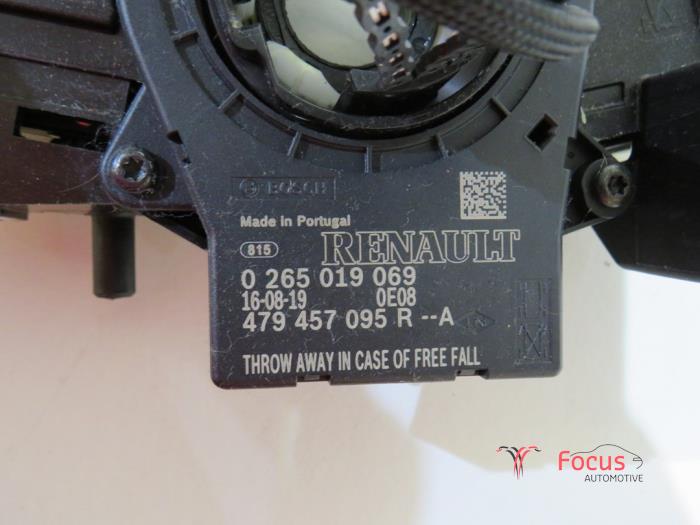 BOSCH
Made in Portugal
815
RENAULT
0 265 019 069
16-08-19 0E08
479 457 095 R --A
THROW AWAY IN CASE OF FREE FALL
Focus
AUTOMOTIVE